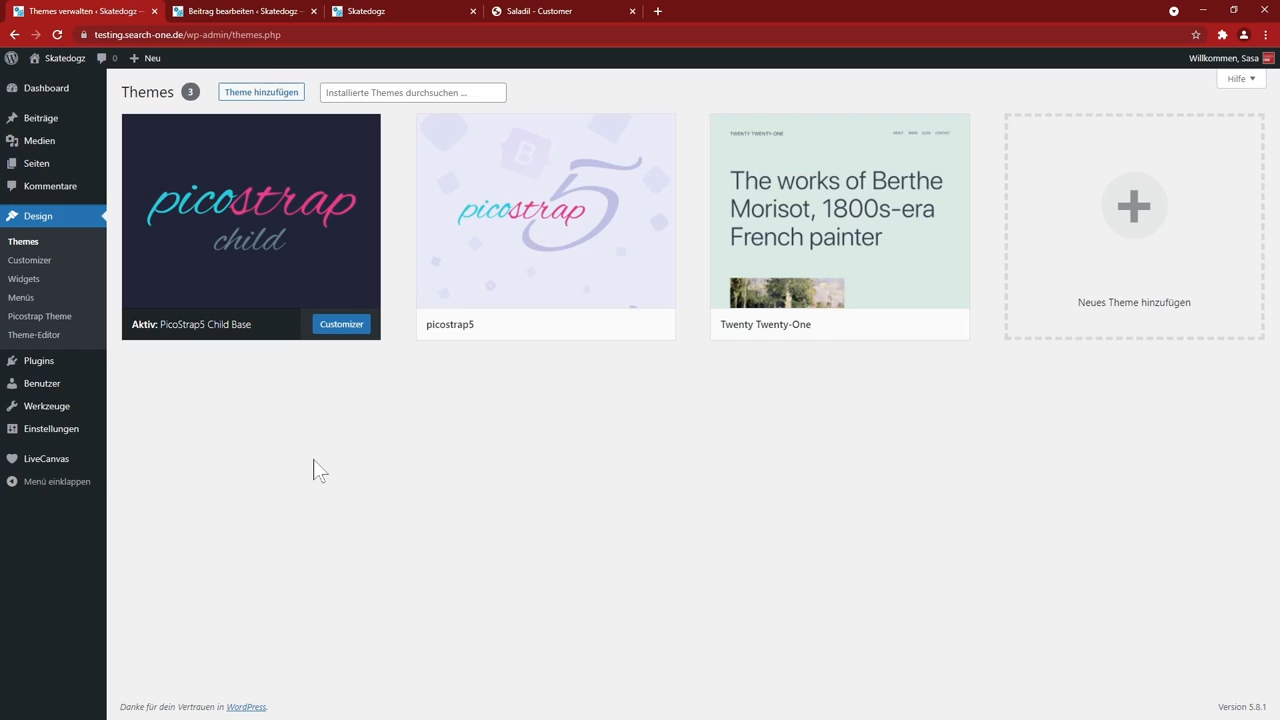 Themes verwalten ‹ Skatedogz —
Beitrag bearbeiten ‹ Skatedogz –
Skatedogz
Saladil - Customer
testing.search-one.de/wp-admin/themes.php
Skatedogz
0
Neu
Willkommen, Sasa
Dashboard
Beiträge
Medien
Seiten
Kommentare
Design
Themes
Customizer
Widgets
Menüs
Picostrap Theme
Theme-Editor
Plugins
Benutzer
Werkzeuge
Einstellungen
LiveCanvas
Menü einklappen
Hilfe
Themes 3
Theme hinzufügen
Installierte Themes durchsuchen ...
picostrap
child
Aktiv: PicoStrap5 Child Base
Customizer
B
picostrap
5
picostrap5
TWENTY TWENTY-ONE
ABOUT WORK BLOG CONTACT
The works of Berthe
Morisot, 1800s-era
French painter
Twenty Twenty-One
Neues Theme hinzufügen
Danke für dein Vertrauen in WordPress.
Version 5.8.1